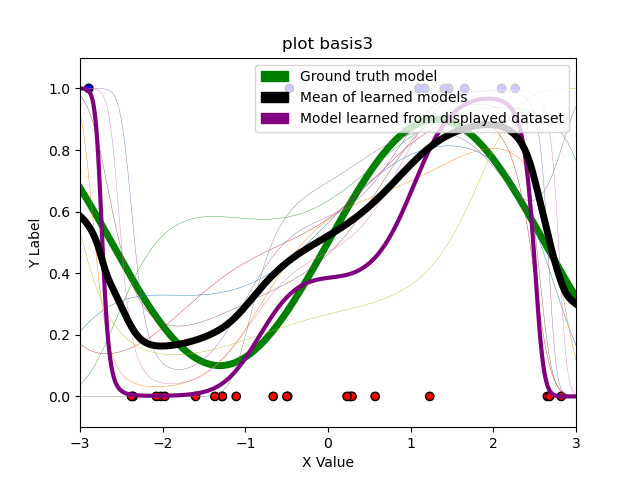 plot basis3
Ground truth model
Mean of learned models
Model learned from displayed dataset
Y Label
1.0
0.8
0.6
0.4
0.2
0.0
−3
−2
−1
0
1
2
3
X Value